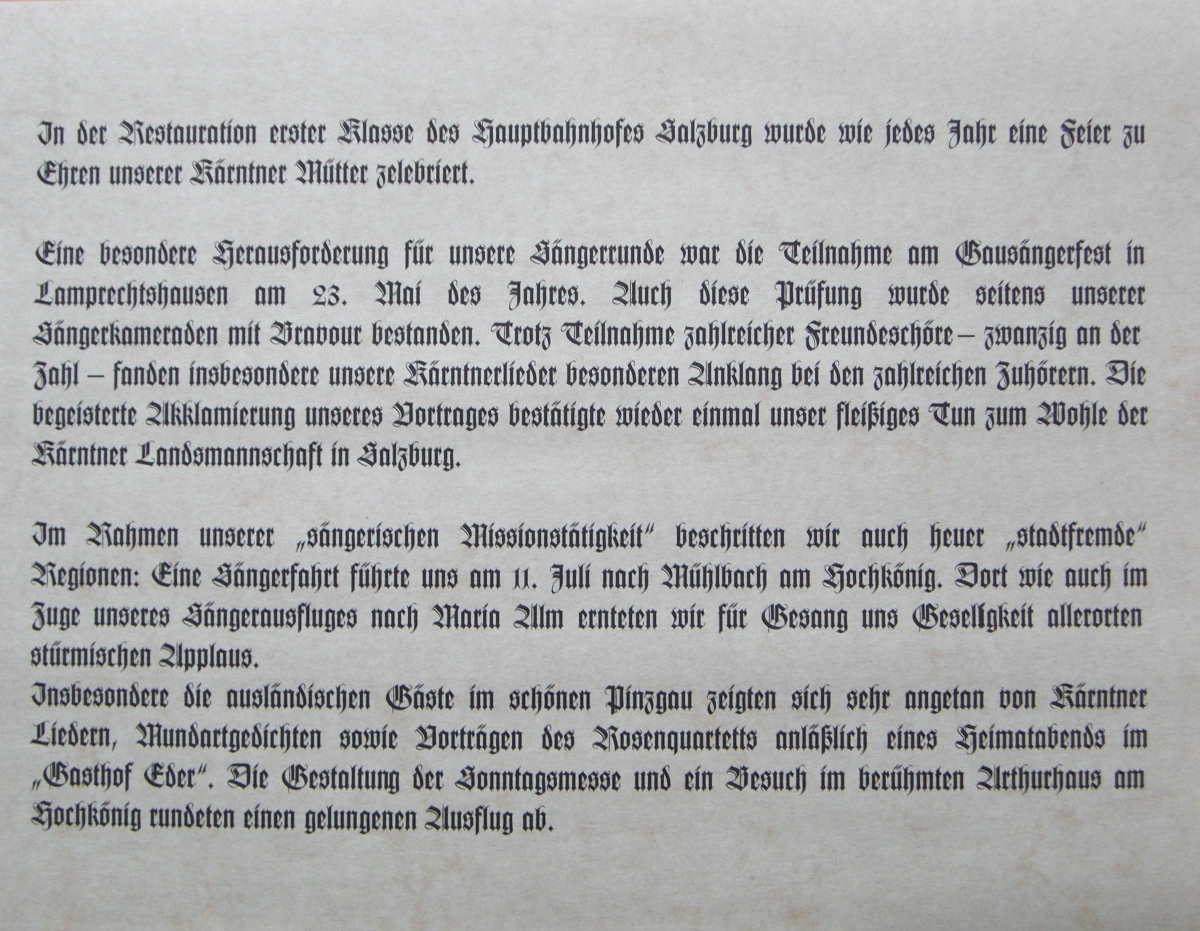 In der Restauration erster Klasse des Hauptbahnhofes Salzburg wurde wie jedes Jahr eine Feier zu
Ehren unserer Kärntner Mütter zelebriert.
Eine besondere Herausforderung für unsere Sängerrunde war die Teilnahme am Gausängerfest in
Lamprechtshausen am 23. Mai des Jahres. Auch diese Prüfung wurde seitens unserer
Sängerkameraden mit Bravour bestanden. Trotz Teilnahme zahlreicher Freundeschöre – zwanzig an der
Zahl – fanden insbesondere unsere Kärntnerlieder besonderen Anklang bei den zahlreichen Zuhörern. Die
begeisterte Akklamierung unseres Vortrages bestätigte wieder einmal unser fleißiges Tun zum Wohle der
Kärntner Landsmannschaft in Salzburg.
Im Rahmen unserer „sängerischen Missionstätigkeit“ beschritten wir auch heuer „stadtfremde“
Regionen: Eine Sängerfahrt führte uns am 11. Juli nach Mühlbach am Hochkönig. Dort wie auch im
Zuge unseres Sängerausfluges nach Maria Alm ernteten wir für Gesang uns Geselligkeit allerorten
stürmischen Applaus.
Insbesondere die ausländischen Gäste im schönen Pinzgau zeigten sich sehr angetan von Kärntner
Liedern, Mundartgedichten sowie Vorträgen des Rosenquartetts anläßlich eines Heimatabends im
„Gasthof Eder“. Die Gestaltung der Sonntagsmesse und ein Besuch im berühmten Arthurhaus am
Hochkönig rundeten einen gelungenen Ausflug ab.